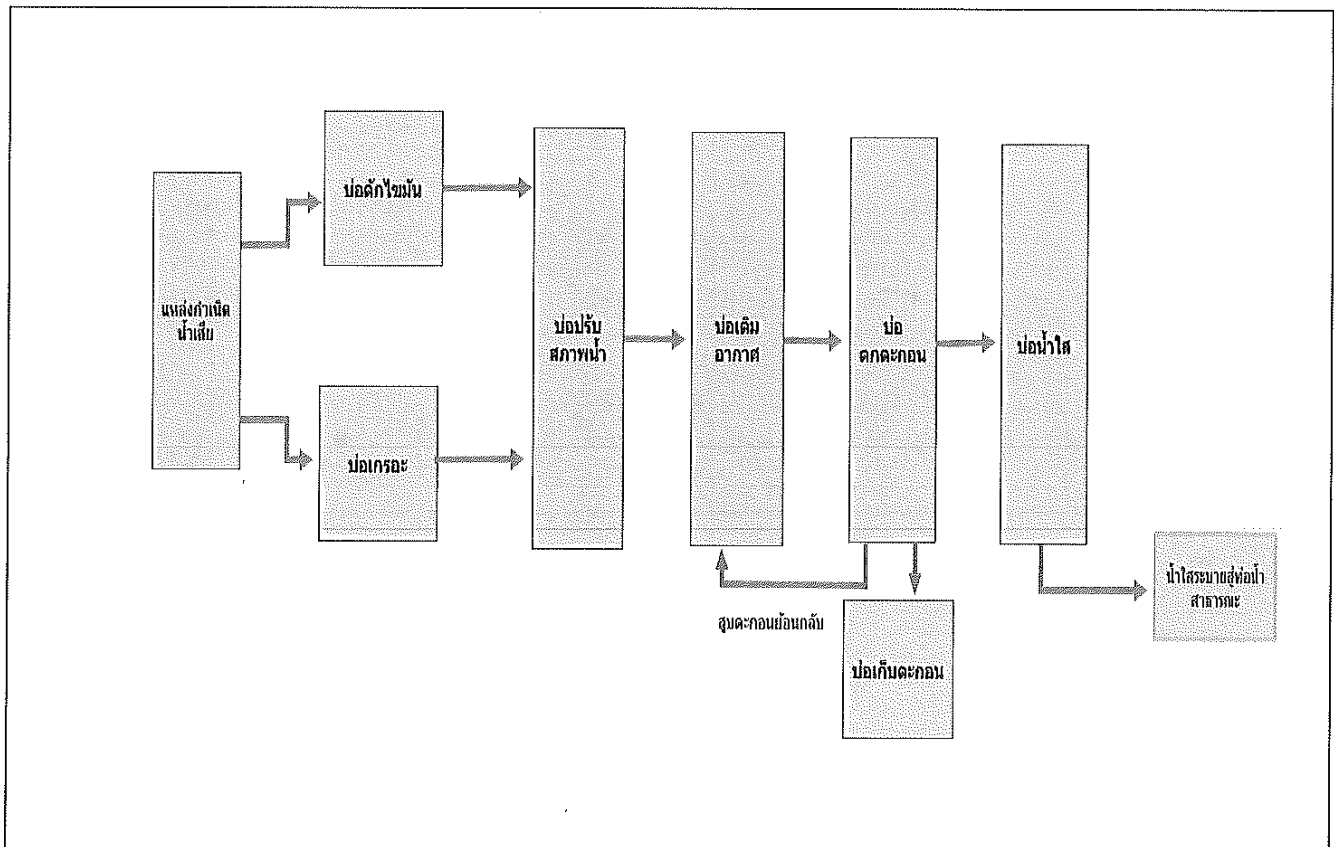 บ่อดักไขมัน
แหล่งกำเนิด
น้ำเสีย
บ่อเกรอะ
บ่อปรับ
สภาพน้ำ
บ่อเติม
อากาศ
บ่อ
ตกตะกอน
บ่อน้ำใส
น้ำใสระบายสู่ท่อน้ำ
สาธารณะ
สูบตะกอนย้อนกลับ
บ่อเก็บตะกอน